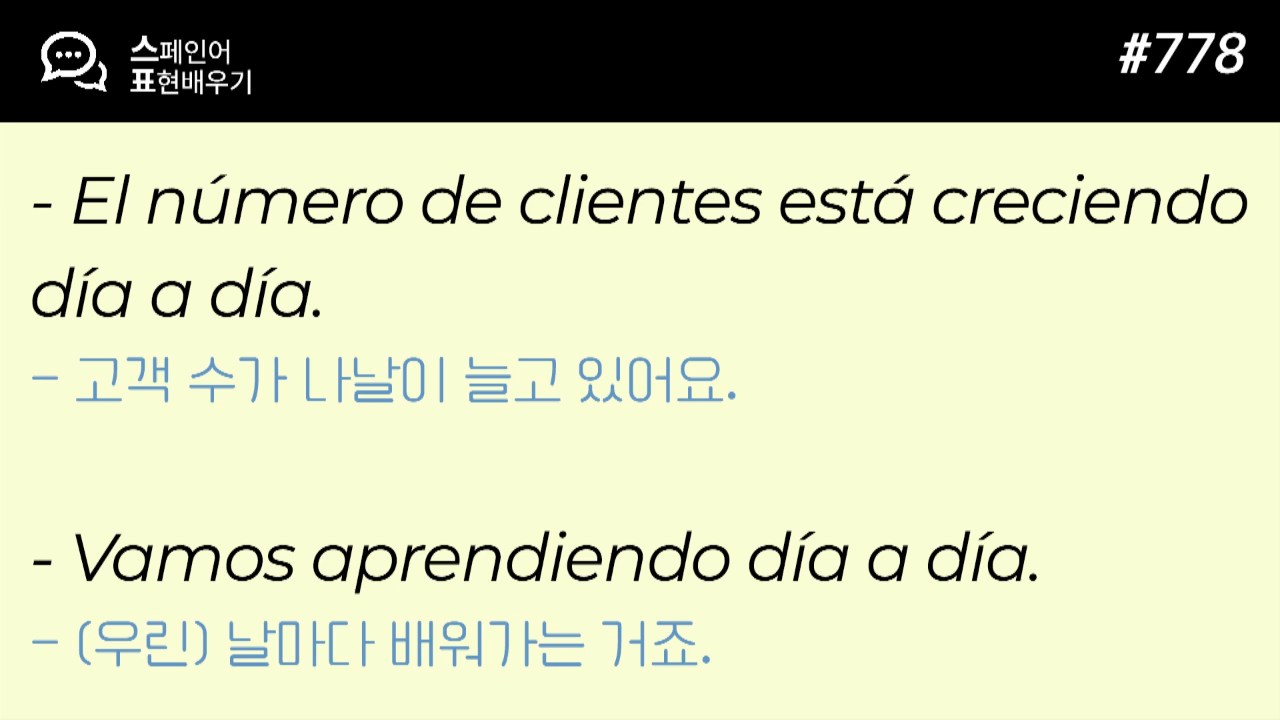 스페인어
표현배우기
#778
- El número de clientes está creciendo
día a día.
- 고객 수가 나날이 늘고 있어요.
- Vamos aprendiendo día a día.
- (우린) 날마다 배워가는 거죠.